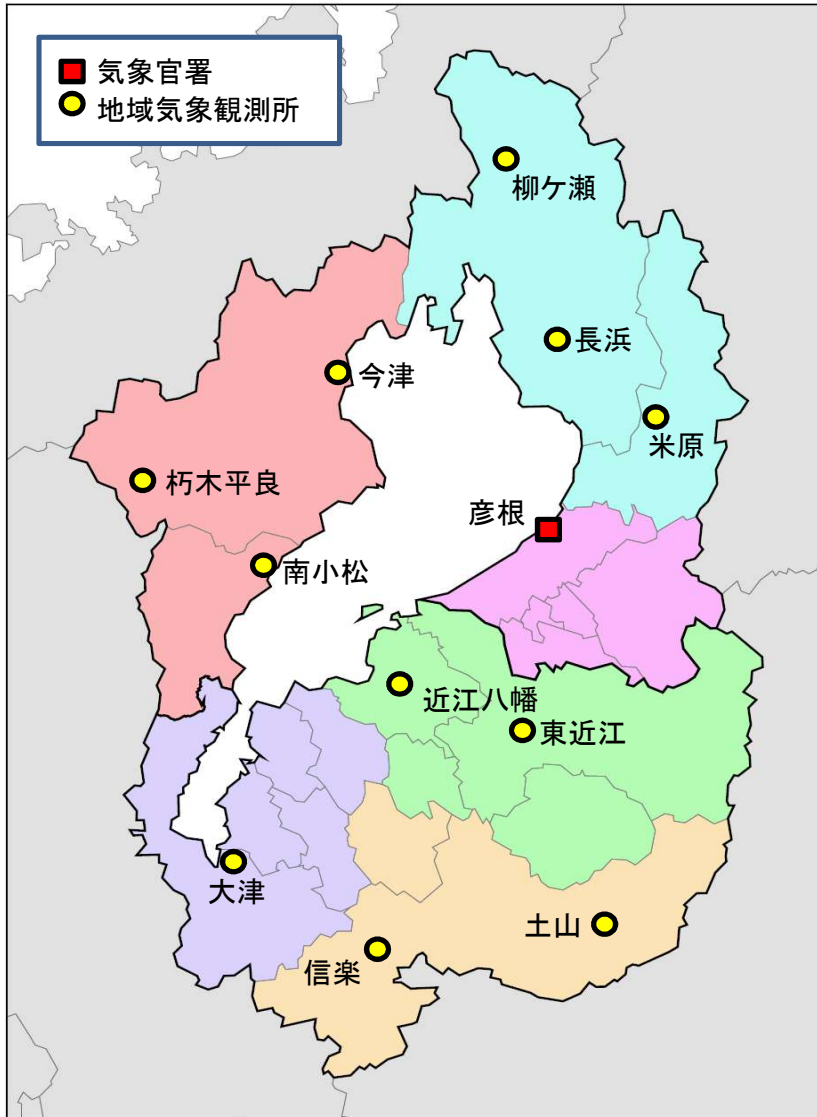 気象官署
地域気象観測所
柳ケ瀬
長浜
今津
米原
朽木平良
彦根
南小松
近江八幡
東近江
大津
土山
信楽